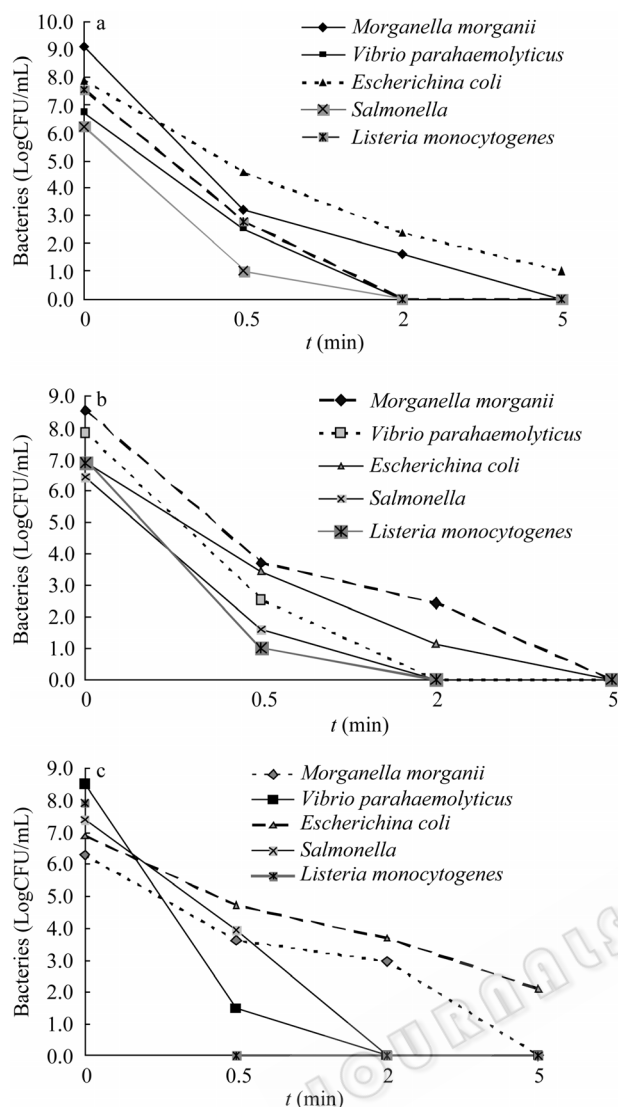 a
Bacteries (LogCFU/mL)
10.0
9.0
8.0
7.0
6.0
5.0
4.0
3.0
2.0
1.0
0.0
Morganella morganii
Vibrio parahaemolyticus
Escherichina coli
Salmonella
Listeria monocytogenes
0 0.5 2 5
t (min)
b
Bacteries (LogCFU/mL)
9.0
8.0
7.0
6.0
5.0
4.0
3.0
2.0
1.0
0.0
Morganella morganii
Vibrio parahaemolyticus
Escherichina coli
Salmonella
Listeria monocytogenes
0 0.5 2 5
t (min)
c
Bacteries (LogCFU/mL)
9.0
8.0
7.0
6.0
5.0
4.0
3.0
2.0
1.0
0.0
Morganella morganii
Vibrio parahaemolyticus
Escherichina coli
Salmonella
Listeria monocytogenes
0 0.5 2 5
t (min)